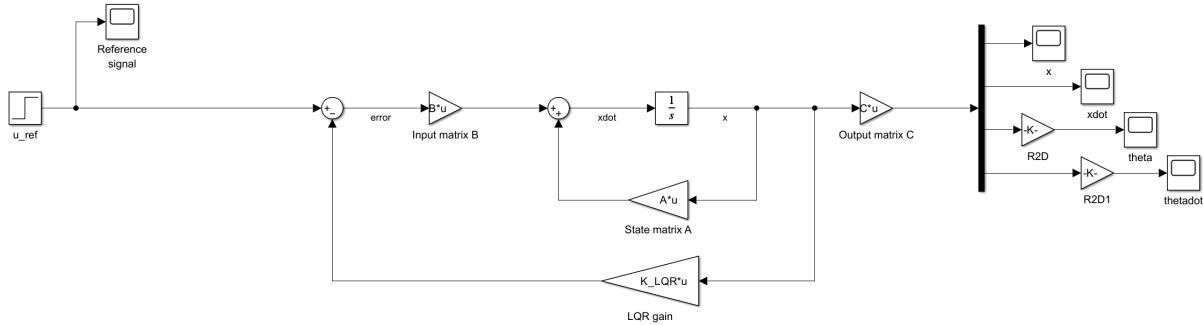 Reference
signal
u_ref
+
−
error
B*u
Input matrix B
+
+
xdot
1
s
x
C*u
Output matrix C
x
xdot
-K-
R2D
theta
-K-
R2D1
thetadot
A*u
State matrix A
K_LQR*u
LQR gain